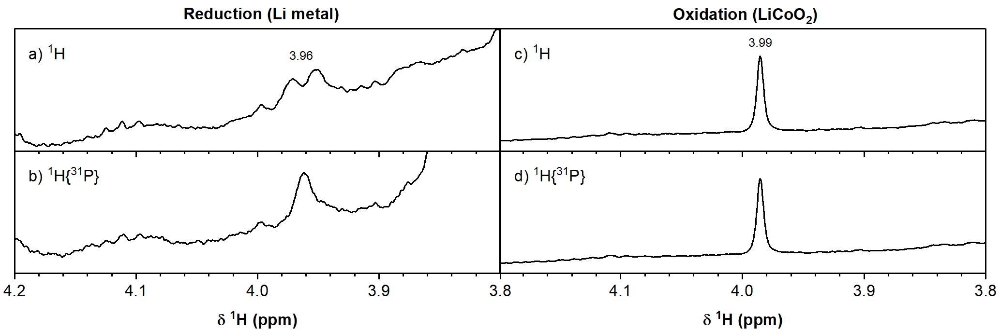 Reduction (Li metal)
Oxidation (LiCoO₂)
a) ¹H
3.96
c) ¹H
3.99
b) ¹H{³¹P}
d) ¹H{³¹P}
4.2 4.1 4.0 3.9 3.8 4.1 4.0 3.9 3.8
δ ¹H (ppm)
δ ¹H (ppm)